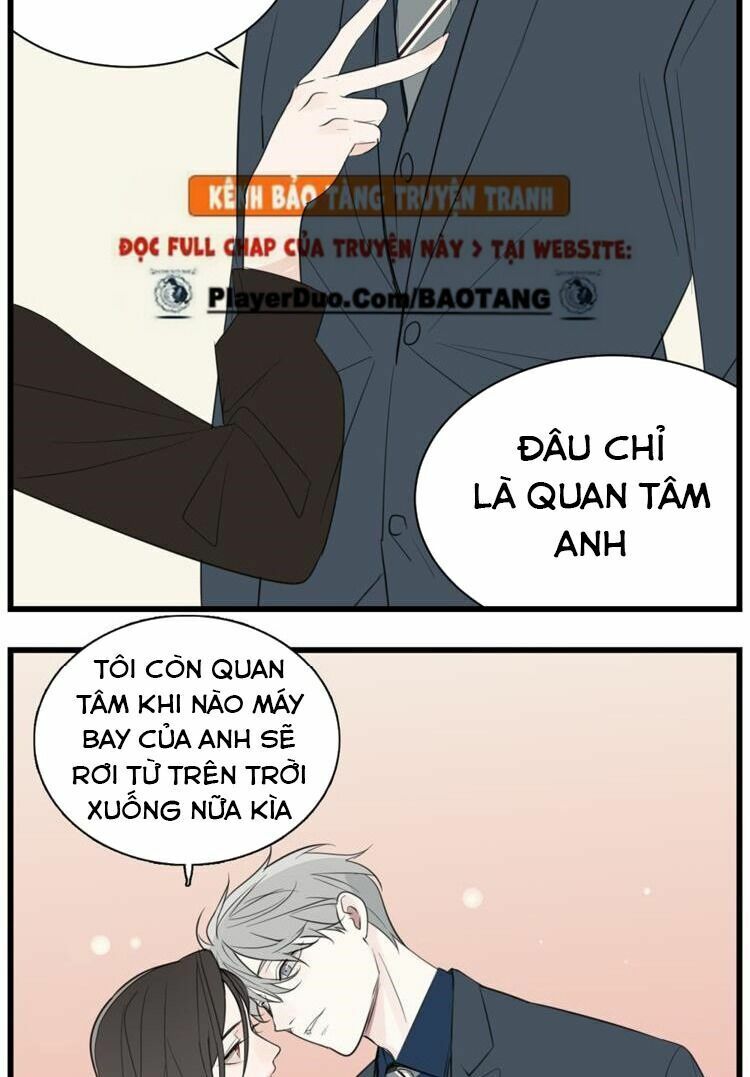 KÊNH BẢO TÀNG TRUYỆN TRANH
ĐỌC FULL CHAP CỦA TRUYỆN NÀY > TẠI WEBSITE:
PlayerDuo.Com/BAOTANG
ĐÂU CHỈ
LÀ QUAN TÂM
ANH
TÔI CÒN QUAN
TÂM KHI NÀO MÁY
BAY CỦA ANH SẼ
RƠI TỪ TRÊN TRỜI
XUỐNG NỮA KÌA